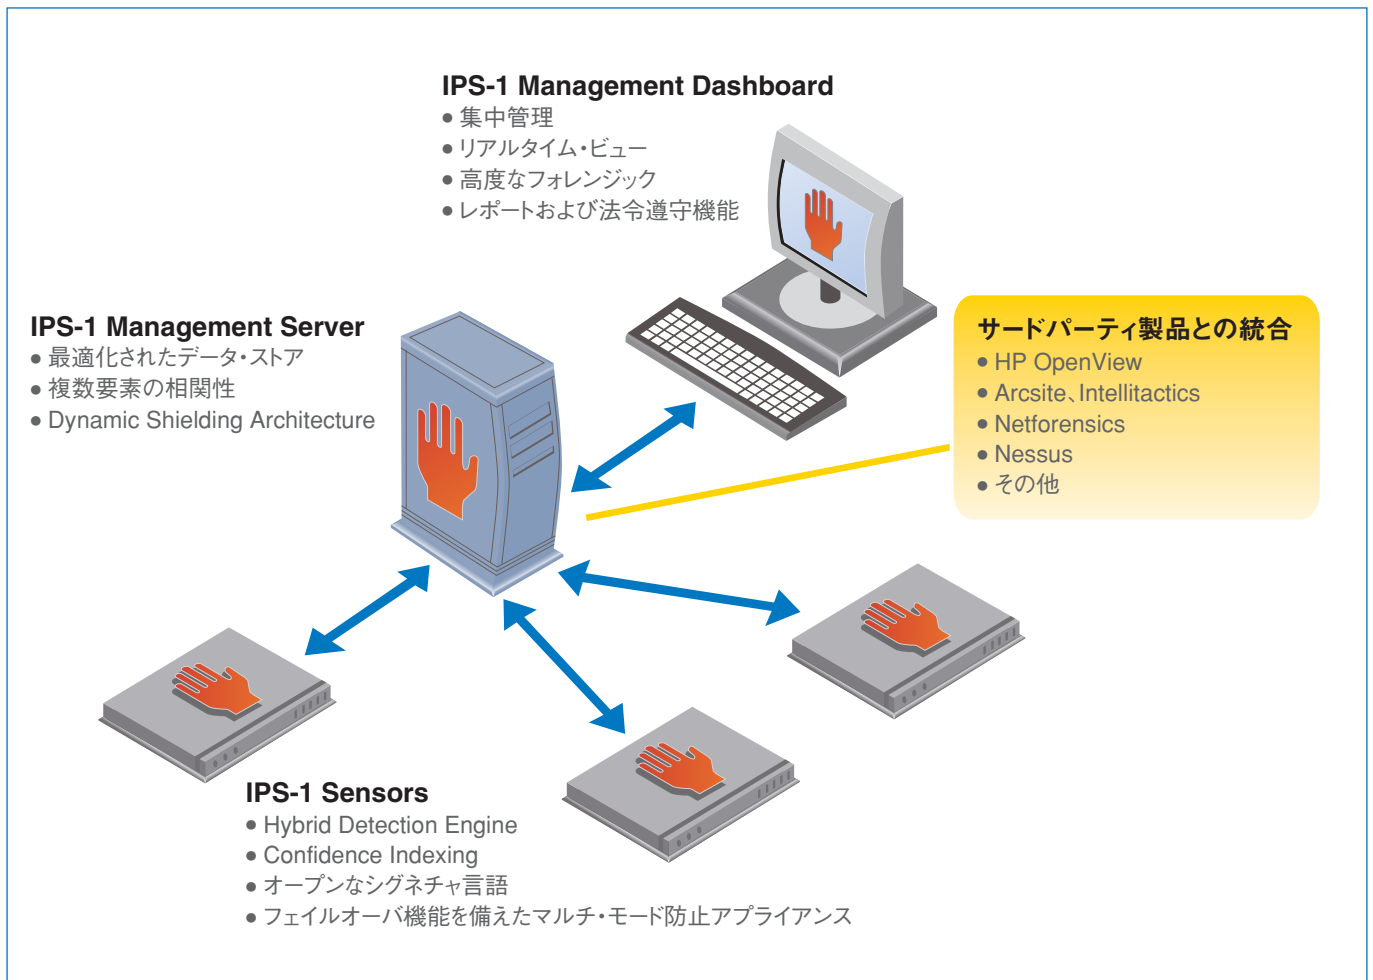 IPS-1 Management Dashboard
● 集中管理
● リアルタイム・ビュー
● 高度なフォレンジック
● レポートおよび法令遵守機能
IPS-1 Management Server
● 最適化されたデータ・ストア
● 複数要素の相関性
● Dynamic Shielding Architecture
サードパーティ製品との統合
● HP OpenView
● Arcsite、Intellitactics
● Netforensics
● Nessus
● その他
IPS-1 Sensors
● Hybrid Detection Engine
● Confidence Indexing
● オープンなシグネチャ言語
● フェイルオーバ機能を備えたマルチ・モード防止アプライアンス